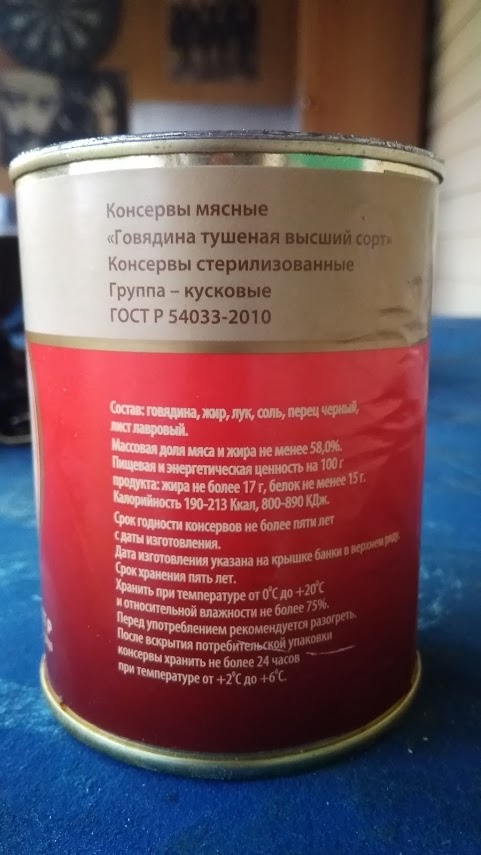 Консервы мясные
«Говядина тушеная высший сорт»
Консервы стерилизованные
Группа – кусковые
ГОСТ Р 54033-2010
Состав: говядина, жир, лук, соль, перец черный,
лист лавровый.
Массовая доля мяса и жира не менее 58,0%.
Пищевая и энергетическая ценность на 100 г
продукта: жира не более 17 г, белок не менее 15 г.
Калорийность 190-213 Ккал, 800-890 КДж.
Срок годности консервов не более пяти лет
с даты изготовления.
Дата изготовления указана на крышке банки в верхнем ряду.
Срок хранения пять лет.
Хранить при температуре от 0°С до +20°С
и относительной влажности не более 75%.
Перед употреблением рекомендуется разогреть.
После вскрытия потребительской упаковки
консервы хранить не более 24 часов
при температуре от +2°С до +6°С.